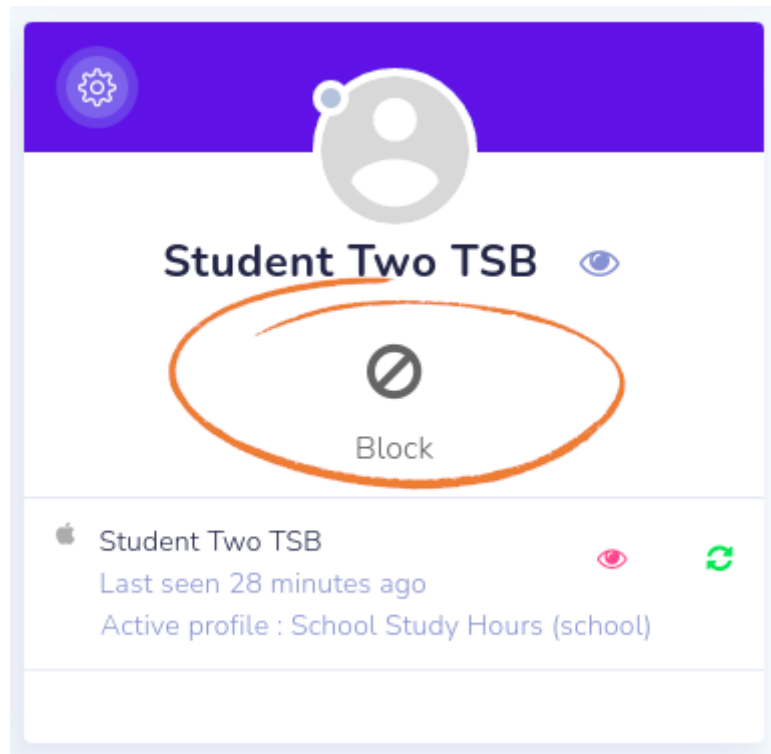 Student Two TSB
Block
Student Two TSB
Last seen 28 minutes ago
Active profile : School Study Hours (school)